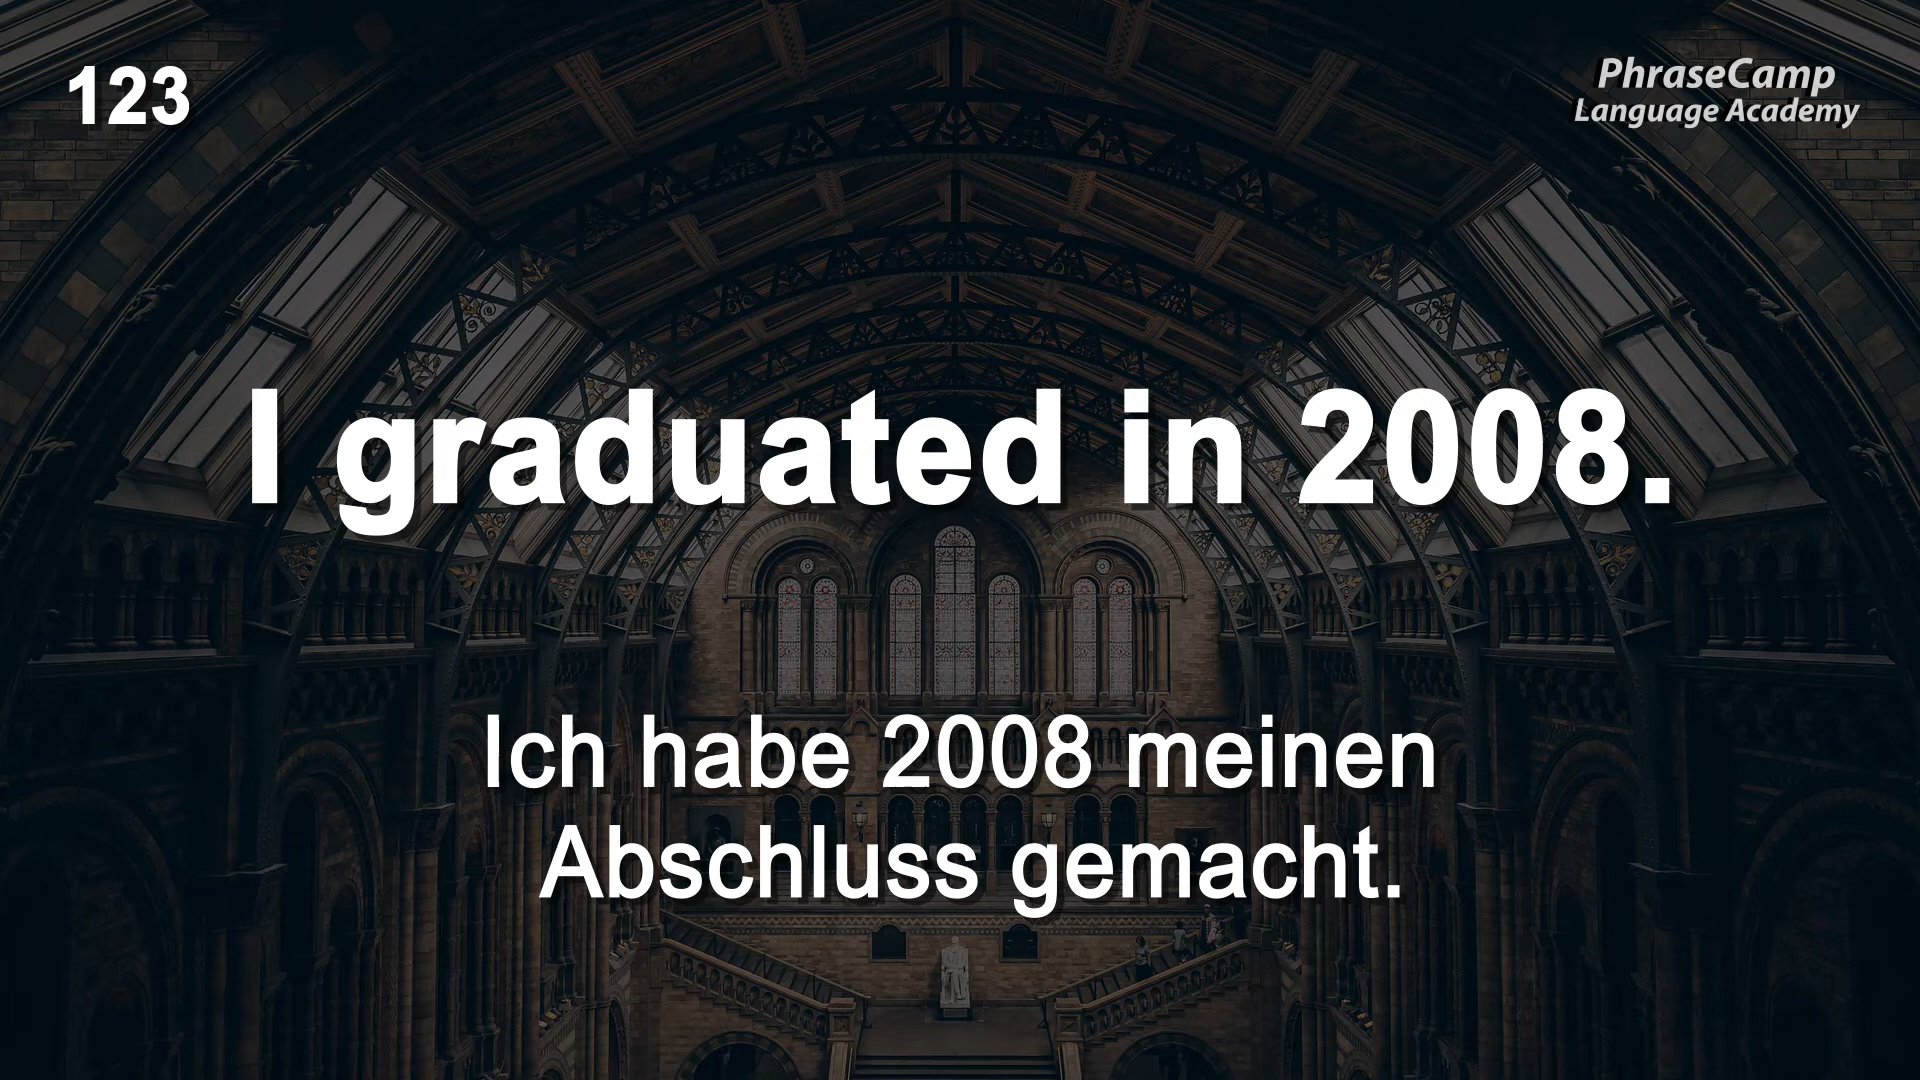 123
PhraseCamp
Language Academy
I graduated in 2008.
Ich habe 2008 meinen
Abschluss gemacht.